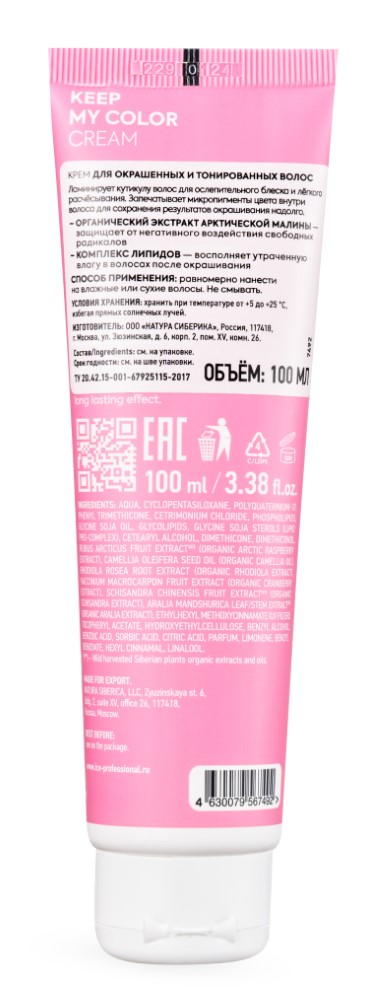 229 0 124
KEEP
MY COLOR
CREAM
КРЕМ ДЛЯ ОКРАШЕННЫХ И ТОНИРОВАННЫХ ВОЛОС
Ламинирует кутикулу волос для ослепительного блеска и лёгкого
расчёсывания. Запечатывает микропигменты цвета внутри
волоса для сохранения результатов окрашивания надолго.
– ОРГАНИЧЕСКИЙ ЭКСТРАКТ АРКТИЧЕСКОЙ МАЛИНЫ –
защищает от негативного воздействия свободных
радикалов
– КОМПЛЕКС ЛИПИДОВ — восполняет утраченную
влагу в волосах после окрашивания
СПОСОБ ПРИМЕНЕНИЯ: равномерно нанести
на влажные или сухие волосы. Не смывать.
УСЛОВИЯ ХРАНЕНИЯ: хранить при температуре от +5 до +25 °С,
избегая прямых солнечных лучей.
ИЗГОТОВИТЕЛЬ: ООО «НАТУРА СИБЕРИКА», Россия, 117418,
г. Москва, ул. Зюзинская, д. 6, корп. 2, пом. XV, комн. 26.
Состав/Ingredients: см. на упаковке.
Срок годности: см. на шве упаковки.
ТУ 20.42.15-001-67925115-2017
ОБЪЁМ: 100 МЛ
7492
long lasting effect.
EAC
4
C/LDPE
100 ml / 3.38 fl.oz.
INGREDIENTS: AQUA, CYCLOPENTASILOXANE, POLYQUATERNIUM-
PHENYL TRIMETHICONE, CETRIMONIUM CHLORIDE, PHOSPHOLIPIDS,
GLYCINE SOJA OIL, GLYCOLIPIDS, GLYCINE SOJA STEROLS
PRO-COMPLEX), CETEARYL ALCOHOL, DIMETHICONE, DIMETHICONOL,
RUBUS ARCTICUS FRUIT EXTRACT (ORGANIC ARCTIC RASPBERRY
EXTRACT), CAMELLIA OLEIFERA SEED OIL (ORGANIC CAMELLIA OIL),
RHODIOLA ROSEA ROOT EXTRACT (ORGANIC RHODIOLA EXTRACT),
VACCINIUM MACROCARPON FRUIT EXTRACT (ORGANIC CRANBERRY
EXTRACT), SCHISANDRA CHINENSIS FRUIT EXTRACT (ORGANIC
SCHISANDRA EXTRACT), ARALIA MANDSHURICA LEAF/STEM EXTRACT
(ORGANIC ARALIA EXTRACT), ETHYLHEXYL METHOXYCINNAMATE
TOCOPHERYL ACETATE, HYDROXYETHYLCELLULOSE, BENZYL ALCOHOL,
BENZOIC ACID, SORBIC ACID, CITRIC ACID, PARFUM, LIMONENE,
HEXYL CINNAMAL, LINALOOL.
- Wild harvested Siberian plants organic extracts and oils.
MADE FOR EXPORT.
NATURA SIBERICA, LLC, Zyuzinskaya st. 6,
bldg. 2, suite XV, office 26, 117418,
Russia, Moscow.
BEST BEFORE:
see on the package.
www.ice-professional.ru
4 630079 567492 >